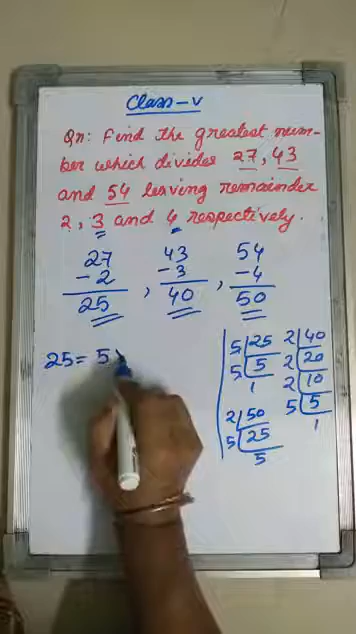 Class-V
Qn: Find the greatest num-
ber which divides 27, 43
and 54 leaving remainder
2, 3 and 4 respectively.
27 43 54
-2 , -3 , -4
25 40 50
25 = 5 x
5 25
5 5
1
2 40
2 20
2 10
5 5
1
2 50
5 25
5